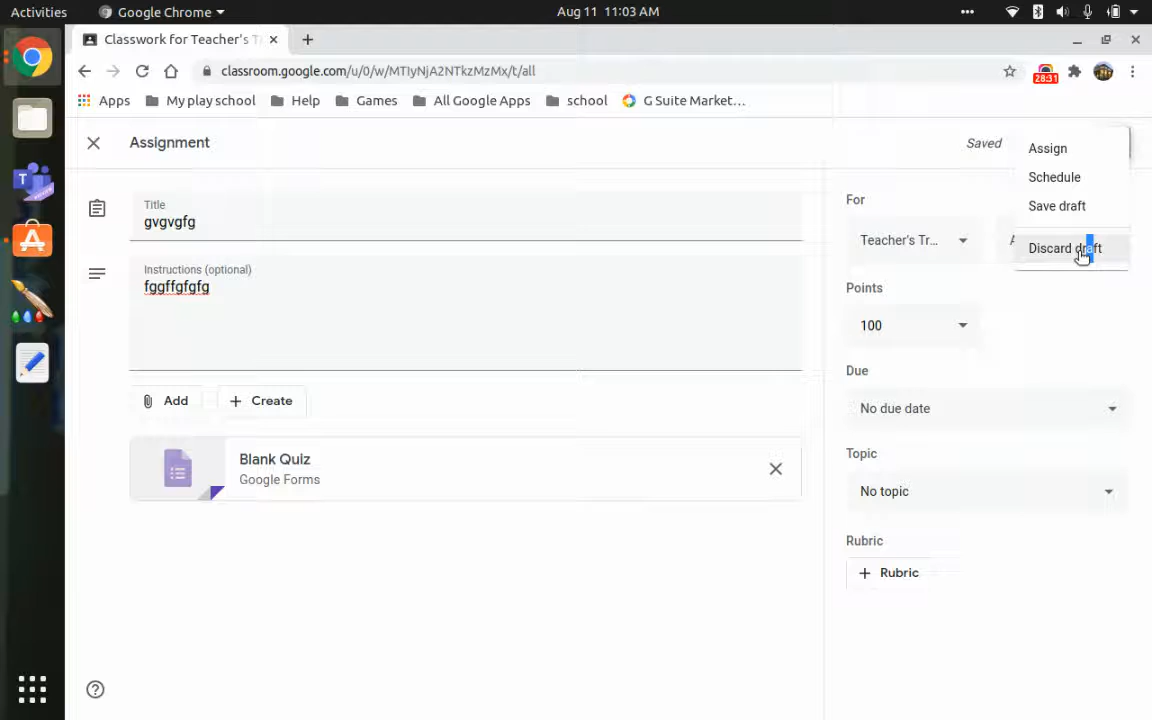 Activities
Google Chrome
Aug 11 11:03 AM
Classwork for Teacher's T
classroom.google.com/u/0/w/MTIyNjA2NTkzMzMx/t/all
28:31
Apps
My play school
Help
Games
All Google Apps
school
G Suite Market…
Assignment
Saved
Assign
Schedule
Save draft
Discard draft
Title
gvgvgfg
Instructions (optional)
fggffgfgfg
Add
Create
Blank Quiz
Google Forms
For
Teacher's Tr...
Points
100
Due
No due date
Topic
No topic
Rubric
Rubric